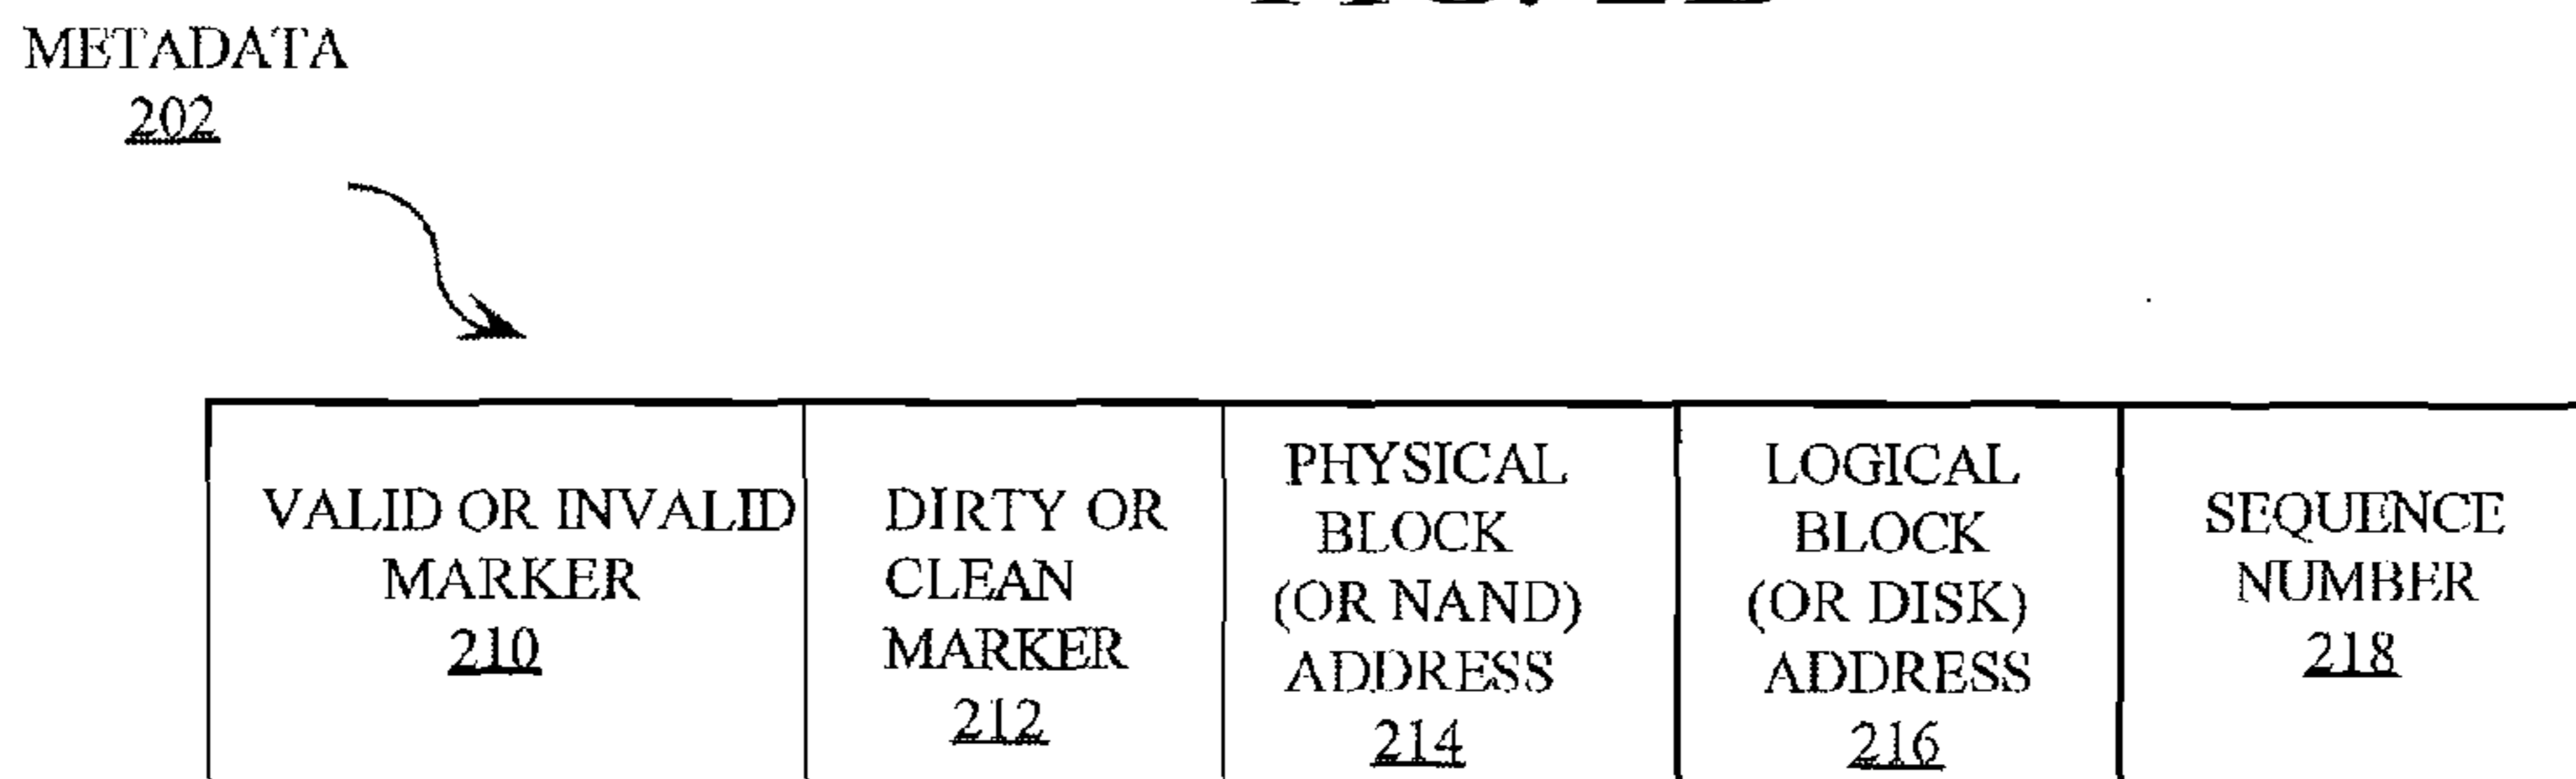 METADATA
202
VALID OR INVALID
MARKER
210
DIRTY OR
CLEAN
MARKER
212
PHYSICAL
BLOCK
(OR NAND)
ADDRESS
214
LOGICAL
BLOCK
(OR DISK)
ADDRESS
216
SEQUENCE
NUMBER
218